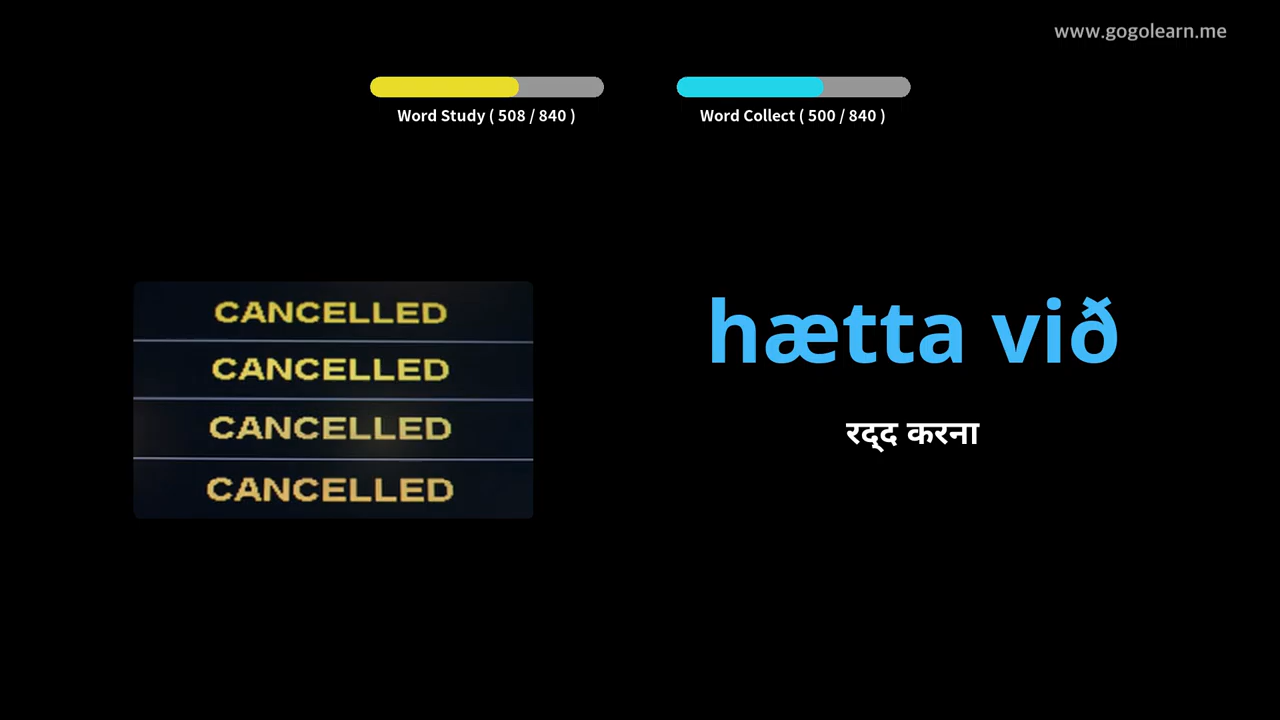 www.gogolearn.me
Word Study ( 508 / 840 )
Word Collect ( 500 / 840 )
CANCELLED
CANCELLED
CANCELLED
CANCELLED
hætta við
रद्द करना